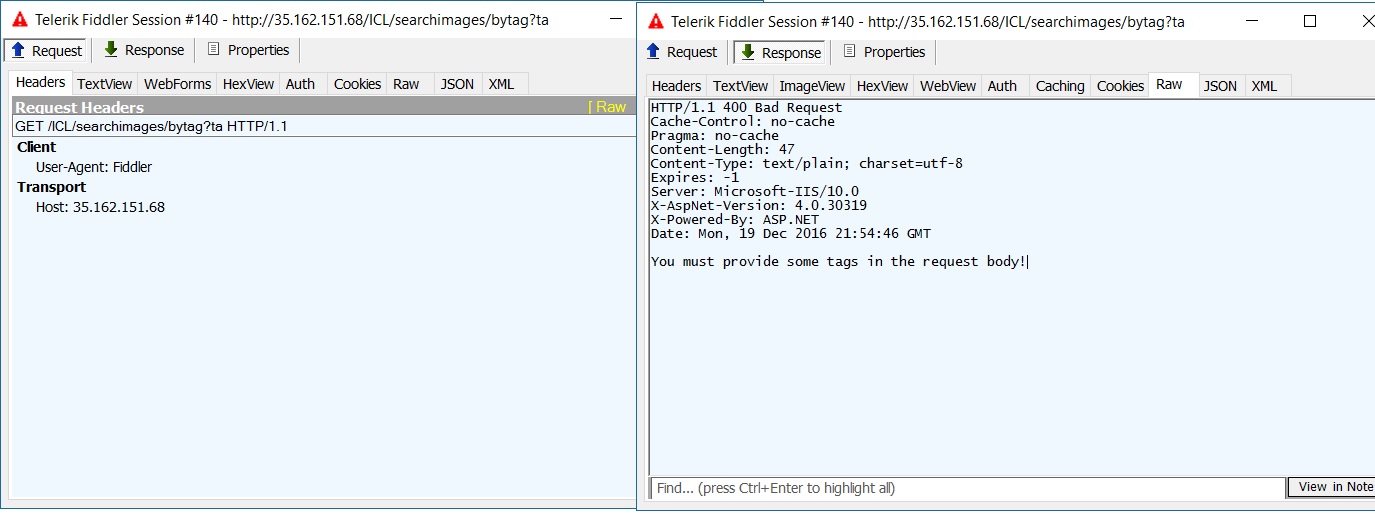 Telerik Fiddler Session #140 - http://35.162.151.68/ICL/searchimages/bytag?ta
Request Response Properties
Headers TextView WebForms HexView Auth Cookies Raw JSON XML
Request Headers [ Raw
GET /ICL/searchimages/bytag?ta HTTP/1.1
Client
User-Agent: Fiddler
Transport
Host: 35.162.151.68
Telerik Fiddler Session #140 - http://35.162.151.68/ICL/searchimages/bytag?ta
Request Response Properties
Headers TextView ImageView HexView WebView Auth Caching Cookies Raw JSON XML
HTTP/1.1 400 Bad Request
Cache-Control: no-cache
Pragma: no-cache
Content-Length: 47
Content-Type: text/plain; charset=utf-8
Expires: -1
Server: Microsoft-IIS/10.0
X-AspNet-Version: 4.0.30319
X-Powered-By: ASP.NET
Date: Mon, 19 Dec 2016 21:54:46 GMT
You must provide some tags in the request body!
Find... (press Ctrl+Enter to highlight all) View in Note